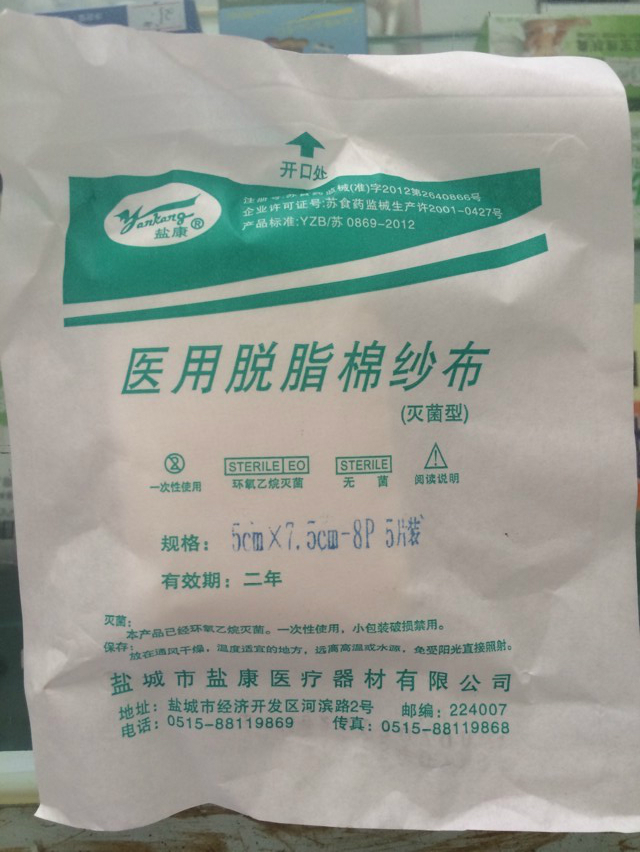 开口处
注册号:苏食药监械(准)字2012第2640866号
企业许可证号:苏食药监械生产许2001-0427号
产品标准:YZB/苏 0869-2012
Yankang®
盐康
医用脱脂棉纱布
(灭菌型)
一次性使用
STERILE EO
环氧乙烷灭菌
STERILE
无 菌
阅读说明
规格: 5cm×7.5cm-8P 5片装
有效期: 二年
灭菌:
本产品已经环氧乙烷灭菌。一次性使用，小包装破损禁用。
保存:
放在通风干燥，温度适宜的地方，远离高温或水源，免受阳光直接照射。
盐城市盐康医疗器材有限公司
地址: 盐城市经济开发区河滨路2号 邮编: 224007
电话: 0515-88119869 传真: 0515-88119868